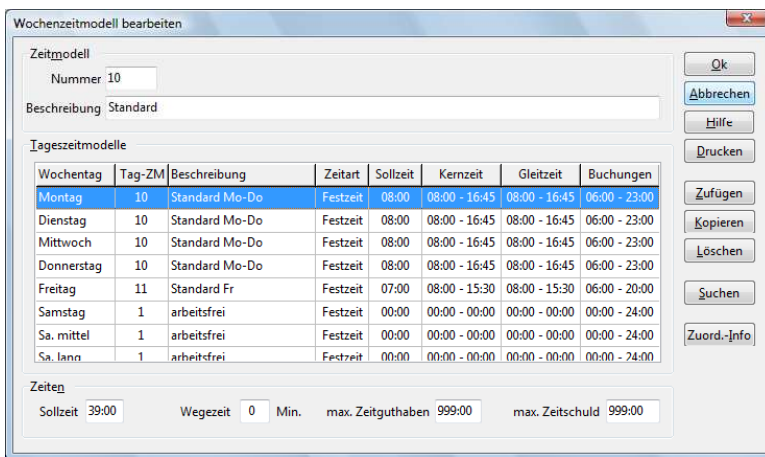 Wochenzeitmodell bearbeiten
Zeitmodell
Nummer 10
Beschreibung Standard
Tageszeitmodelle
Wochentag Tag-ZM Beschreibung Zeitart Sollzeit Kernzeit Gleitzeit Buchungen
Montag 10 Standard Mo-Do Festzeit 08:00 08:00 - 16:45 08:00 - 16:45 06:00 - 23:00
Dienstag 10 Standard Mo-Do Festzeit 08:00 08:00 - 16:45 08:00 - 16:45 06:00 - 23:00
Mittwoch 10 Standard Mo-Do Festzeit 08:00 08:00 - 16:45 08:00 - 16:45 06:00 - 23:00
Donnerstag 10 Standard Mo-Do Festzeit 08:00 08:00 - 16:45 08:00 - 16:45 06:00 - 23:00
Freitag 11 Standard Fr Festzeit 07:00 08:00 - 15:30 08:00 - 15:30 06:00 - 20:00
Samstag 1 arbeitsfrei Festzeit 00:00 00:00 - 00:00 00:00 - 00:00 00:00 - 24:00
Sa. mittel 1 arbeitsfrei Festzeit 00:00 00:00 - 00:00 00:00 - 00:00 00:00 - 24:00
Sa. lang 1 arbeitsfrei Festzeit 00:00 00:00 - 00:00 00:00 - 00:00 00:00 - 24:00
Zeiten
Sollzeit 39:00 Wegezeit 0 Min. max. Zeitguthaben 999:00 max. Zeitschuld 999:00
Ok
Abbrechen
Hilfe
Drucken
Zufügen
Kopieren
Löschen
Suchen
Zuord.-Info